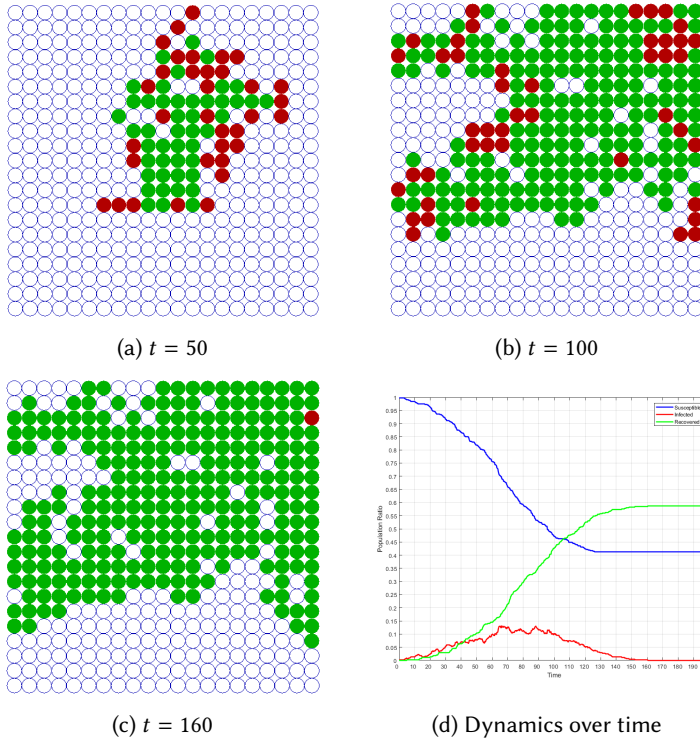 (a) t = 50
(b) t = 100
(c) t = 160
Susceptible
Infected
Recovered
1
0.95
0.9
0.85
0.8
0.75
0.7
0.65
0.6
0.55
0.5
0.45
0.4
0.35
0.3
0.25
0.2
0.15
0.1
0.05
0
Population Ratio
0 10 20 30 40 50 60 70 80 90 100 110 120 130 140 150 160 170 180 190
Time
(d) Dynamics over time